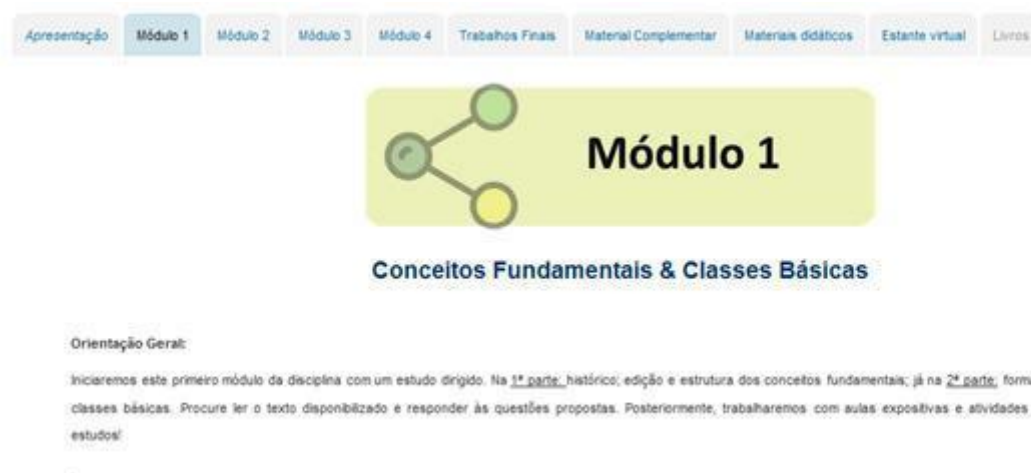 Apresentação Módulo 1 Módulo 2 Módulo 3 Módulo 4 Trabalhos Finais Material Complementar Materiais didáticos Estante virtual Livros
Módulo 1
Conceitos Fundamentais & Classes Básicas
Orientação Geral:
Iniciaremos este primeiro módulo da disciplina com um estudo dirigido. Na 1ª parte: histórico; edição e estrutura dos conceitos fundamentais; já na 2ª parte: form
classes básicas. Procure ler o texto disponibilizado e responder às questões propostas. Posteriormente, trabalharemos com aulas expositivas e atividades
estudos!